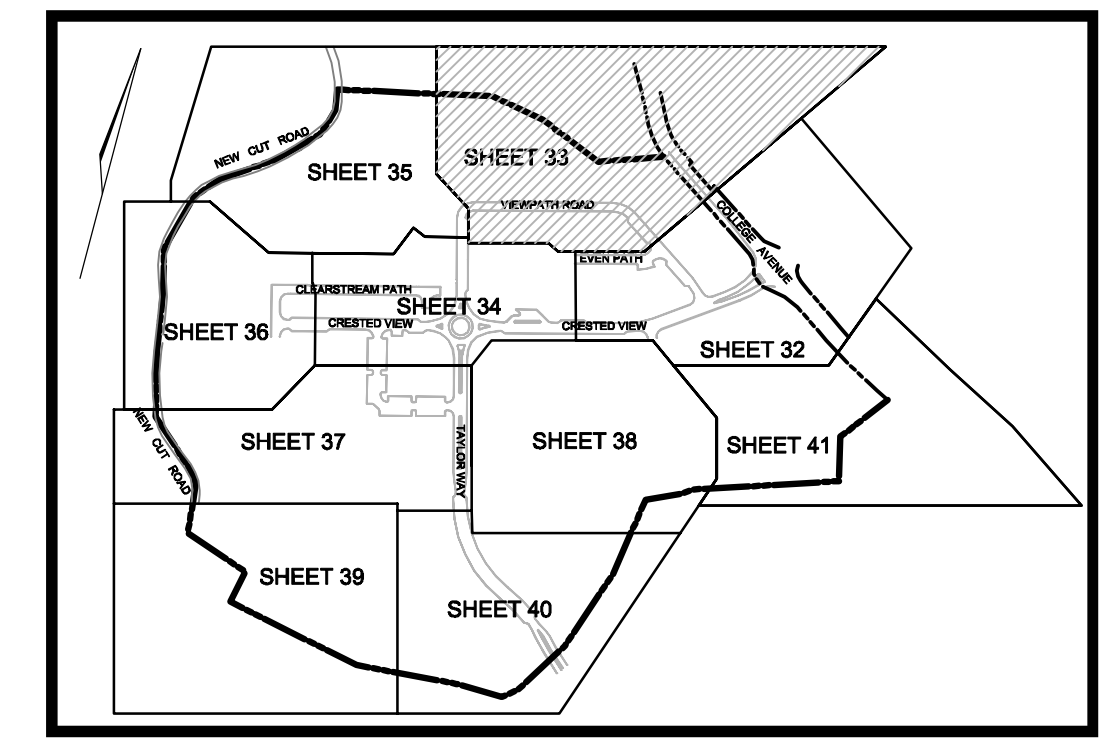 NEW CUT ROAD
SHEET 35
SHEET 33
VIEWPATH ROAD
COLLEGE AVENUE
EVEN PATH
CLEARSTREAM PATH
SHEET 34
CRESTED VIEW
CRESTED VIEW
SHEET 36
SHEET 32
NEW CUT ROAD
SHEET 37
TAYLOR WAY
SHEET 38
SHEET 41
SHEET 39
SHEET 40